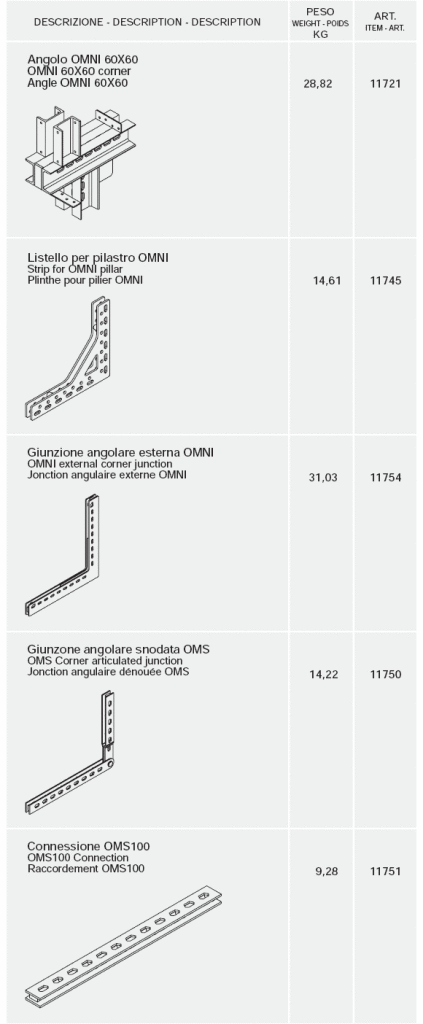 DESCRIZIONE - DESCRIPTION - DESCRIPTION
PESO
WEIGHT - POIDS
KG
ART.
ITEM - ART.
Angolo OMNI 60X60
OMNI 60X60 corner
Angle OMNI 60X60
28,82
11721
Listello per pilastro OMNI
Strip for OMNI pillar
Plinthe pour pilier OMNI
14,61
11745
Giunzione angolare esterna OMNI
OMNI external corner junction
Jonction angulaire externe OMNI
31,03
11754
Giunzone angolare snodata OMS
OMS Corner articulated junction
Jonction angulaire dénouée OMS
14,22
11750
Connessione OMS100
OMS100 Connection
Raccordement OMS100
9,28
11751